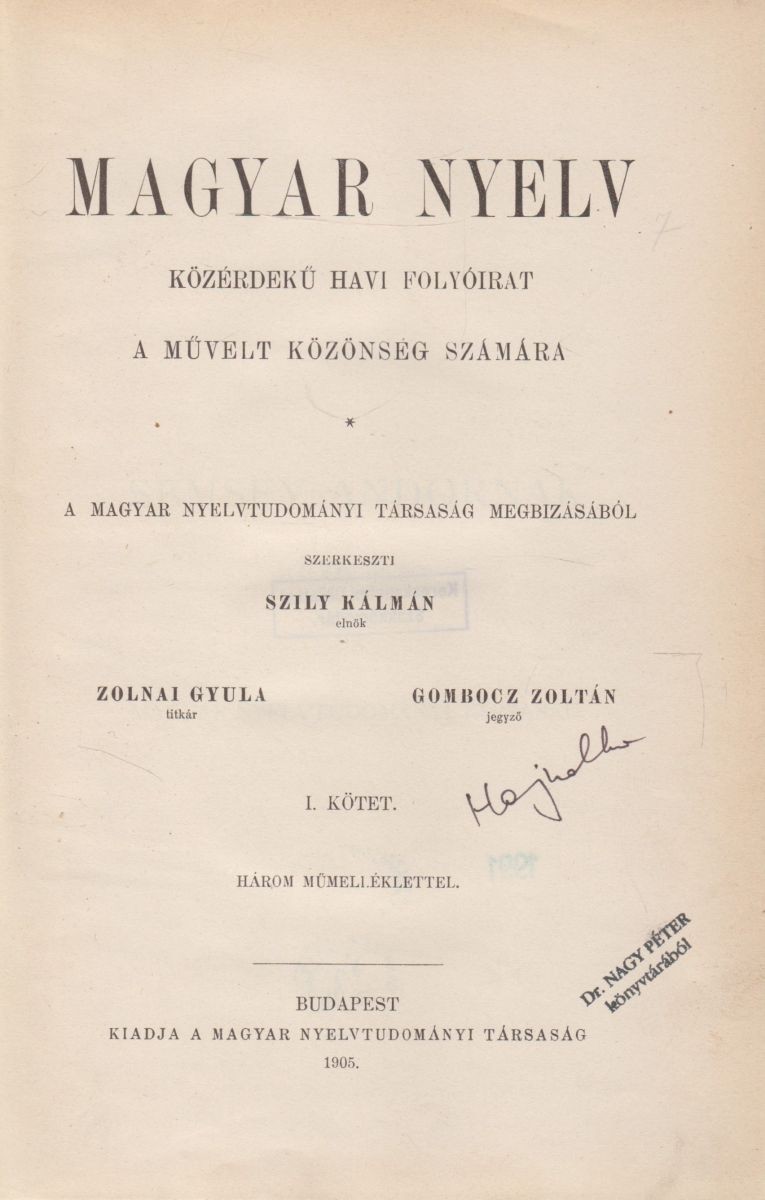 MAGYAR NYELV
KÖZÉRDEKŰ HAVI FOLYÓIRAT
A MŰVELT KÖZÖNSÉG SZÁMÁRA
*
A MAGYAR NYELVTUDOMÁNYI TÁRSASÁG MEGBIZÁSÁBÓL
SZERKESZTI
SZILY KÁLMÁN
elnök
ZOLNAI GYULA GOMBOCZ ZOLTÁN
titkár jegyző
I. KÖTET.
HÁROM MŰMELLÉKLETTEL.
Dr. NAGY PÉTER
könyvtárából
BUDAPEST
KIADJA A MAGYAR NYELVTUDOMÁNYI TÁRSASÁG
1905.